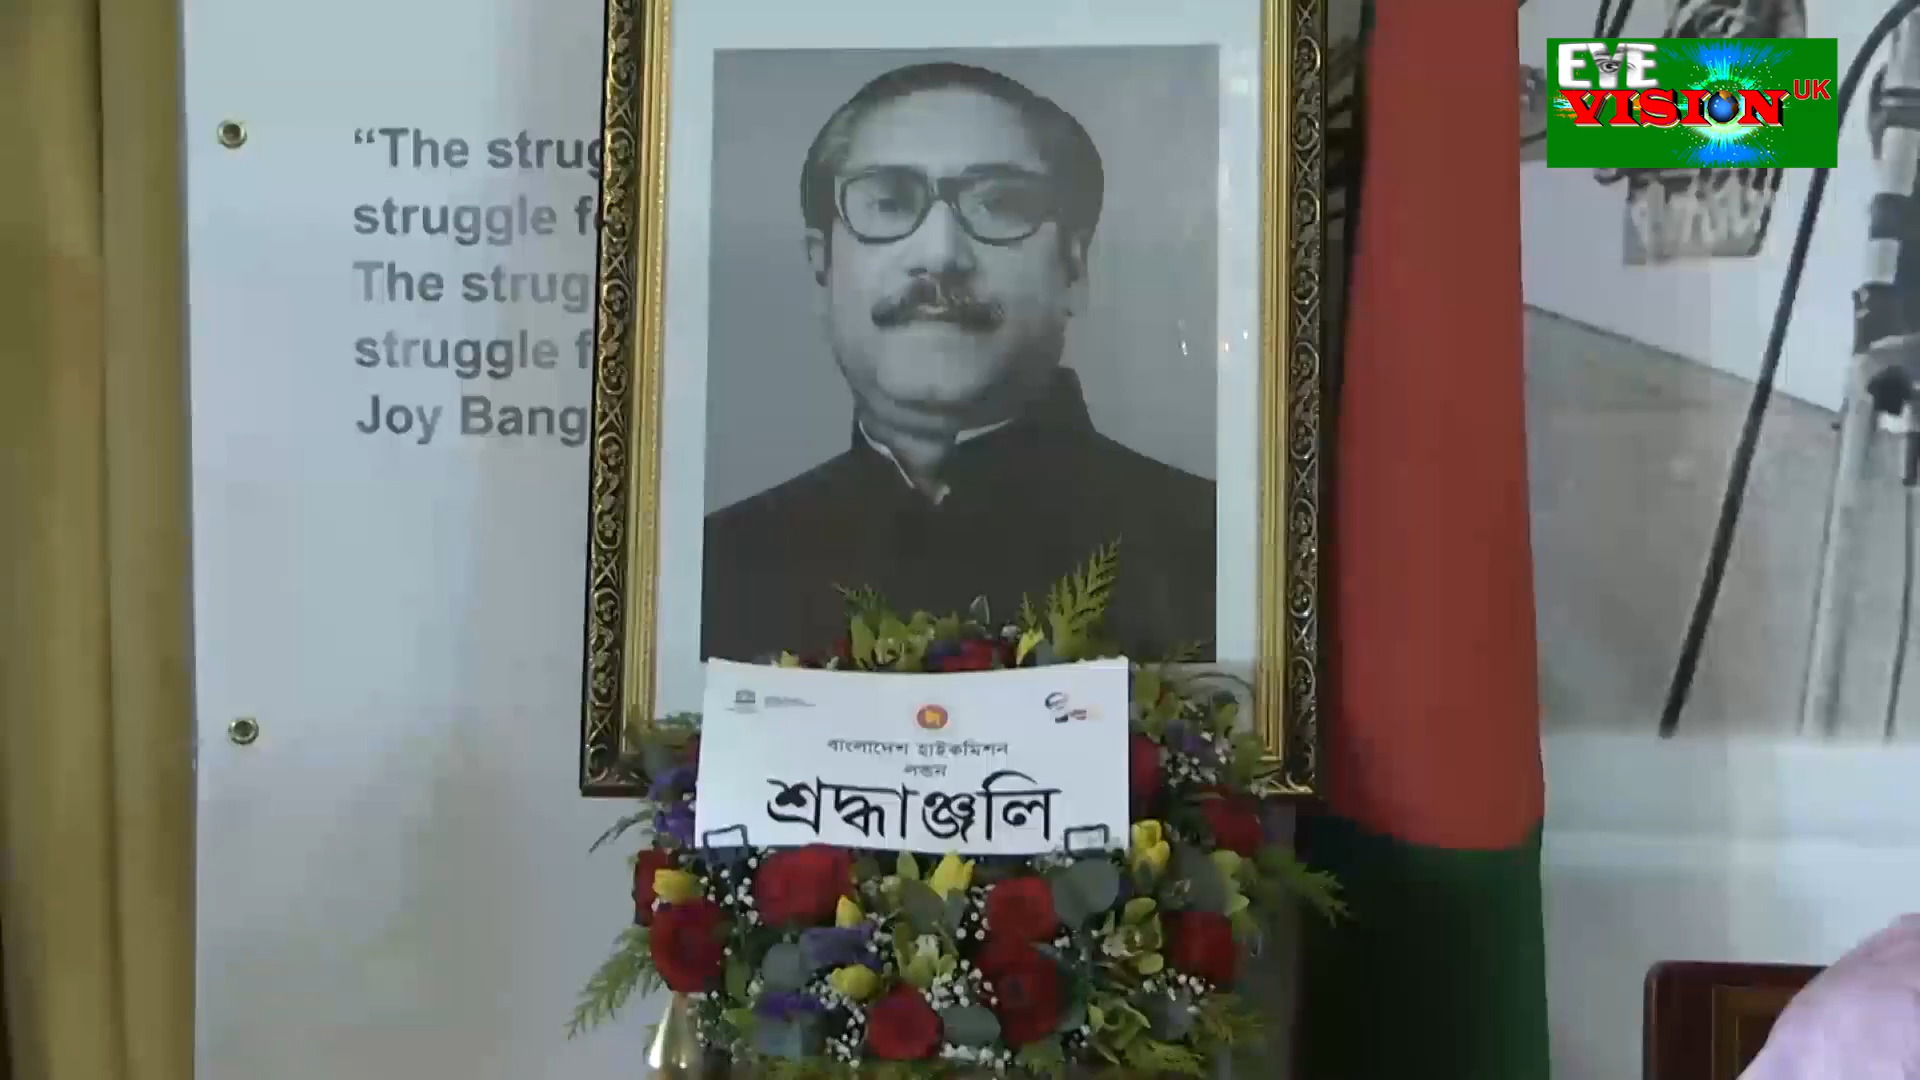 EYE
VISION UK
“The strug
struggle f
The strug
struggle f
Joy Bang
বাংলাদেশ হাইকমিশন
লন্ডন
শ্রদ্ধাঞ্জলি